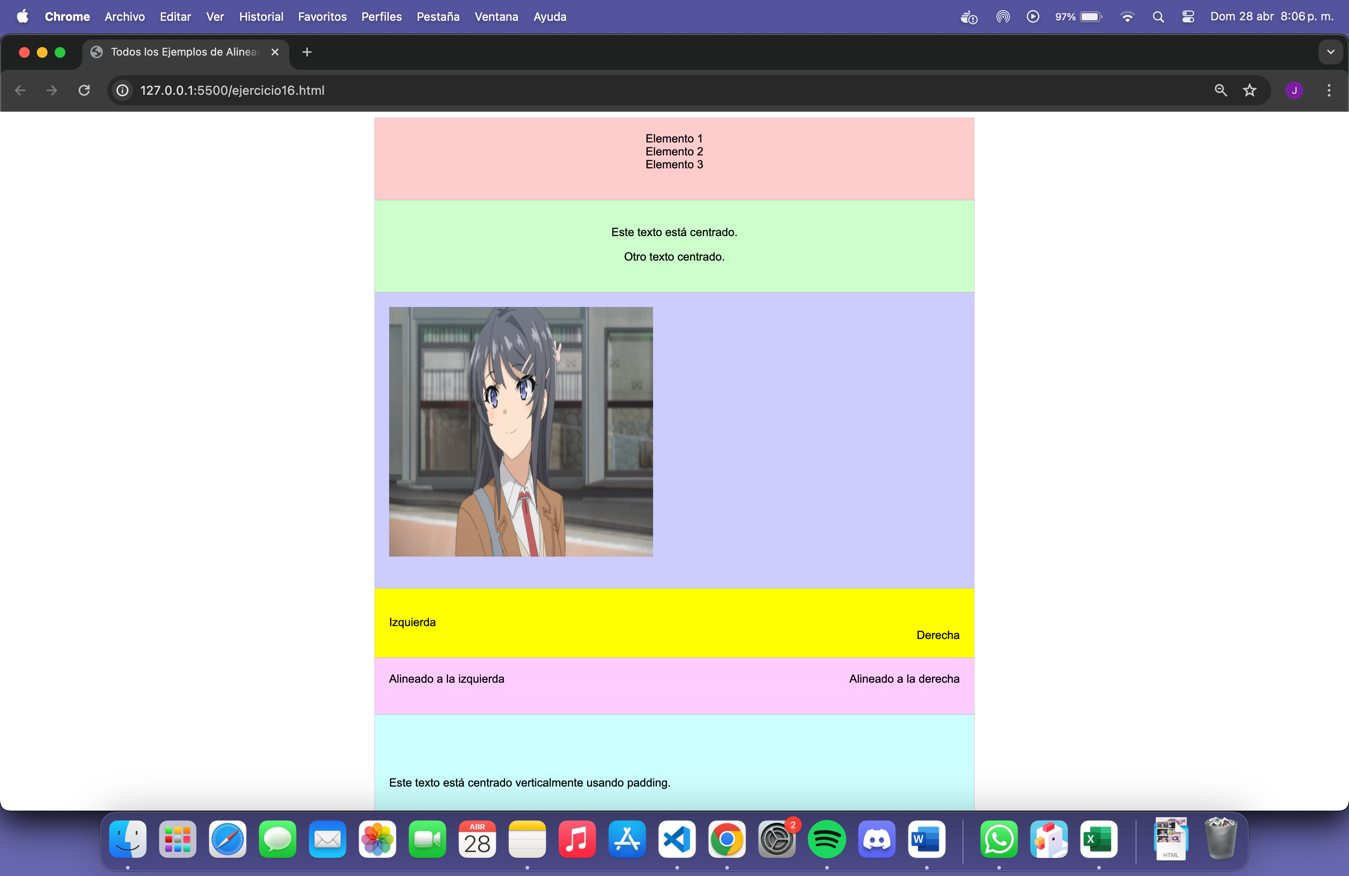 Chrome Archivo Editar Ver Historial Favoritos Perfiles Pestaña Ventana Ayuda 97% Dom 28 abr 8:06 p. m.
Todos los Ejemplos de Alinea
127.0.0.1:5500/ejercicio16.html J
Elemento 1
Elemento 2
Elemento 3
Este texto está centrado.
Otro texto centrado.
Izquierda
Derecha
Alineado a la izquierda Alineado a la derecha
Este texto está centrado verticalmente usando padding.
ABR
28
2
W
X
HTML